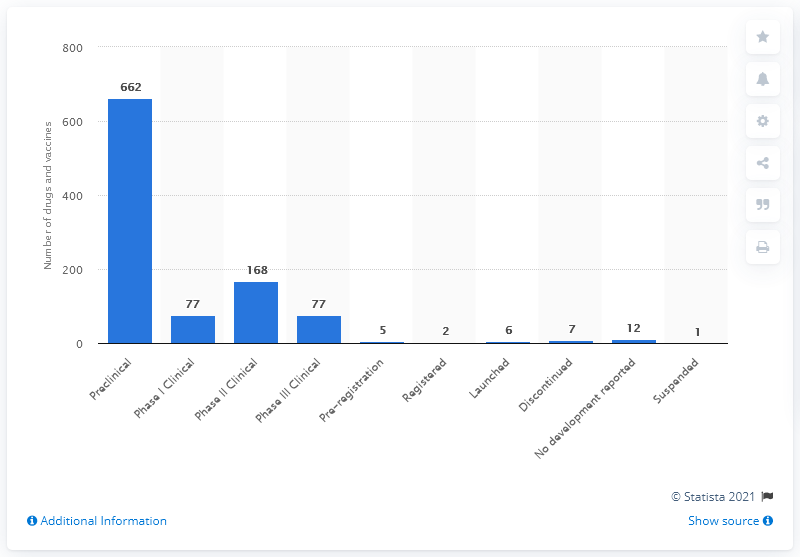 Number of drugs and vaccines
800
600
400
200
0
662
77
168
77
5
2
6
7
12
1
Preclinical
Phase I Clinical
Phase II Clinical
Phase III Clinical
Pre-registration
Registered
Launched
Discontinued
No development reported
Suspended
© Statista 2021
Additional Information
Show source